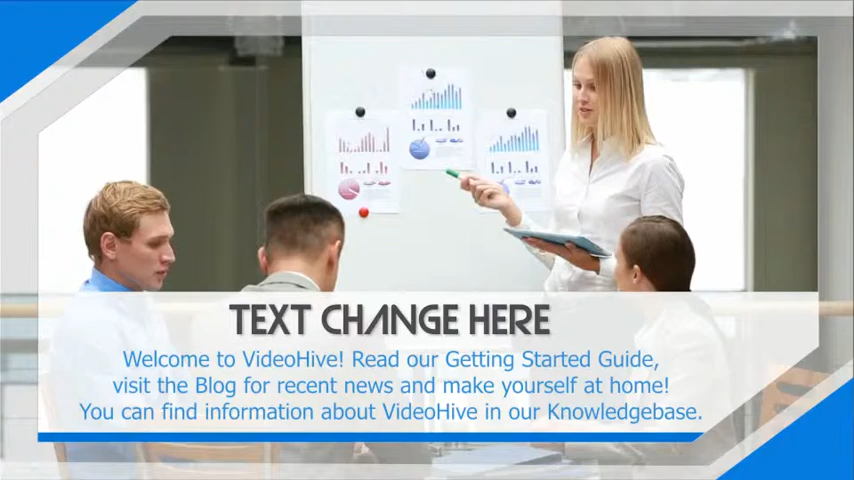 TEXT CHANGE HERE
Welcome to VideoHive! Read our Getting Started Guide,
visit the Blog for recent news and make yourself at home!
You can find information about VideoHive in our Knowledgebase.